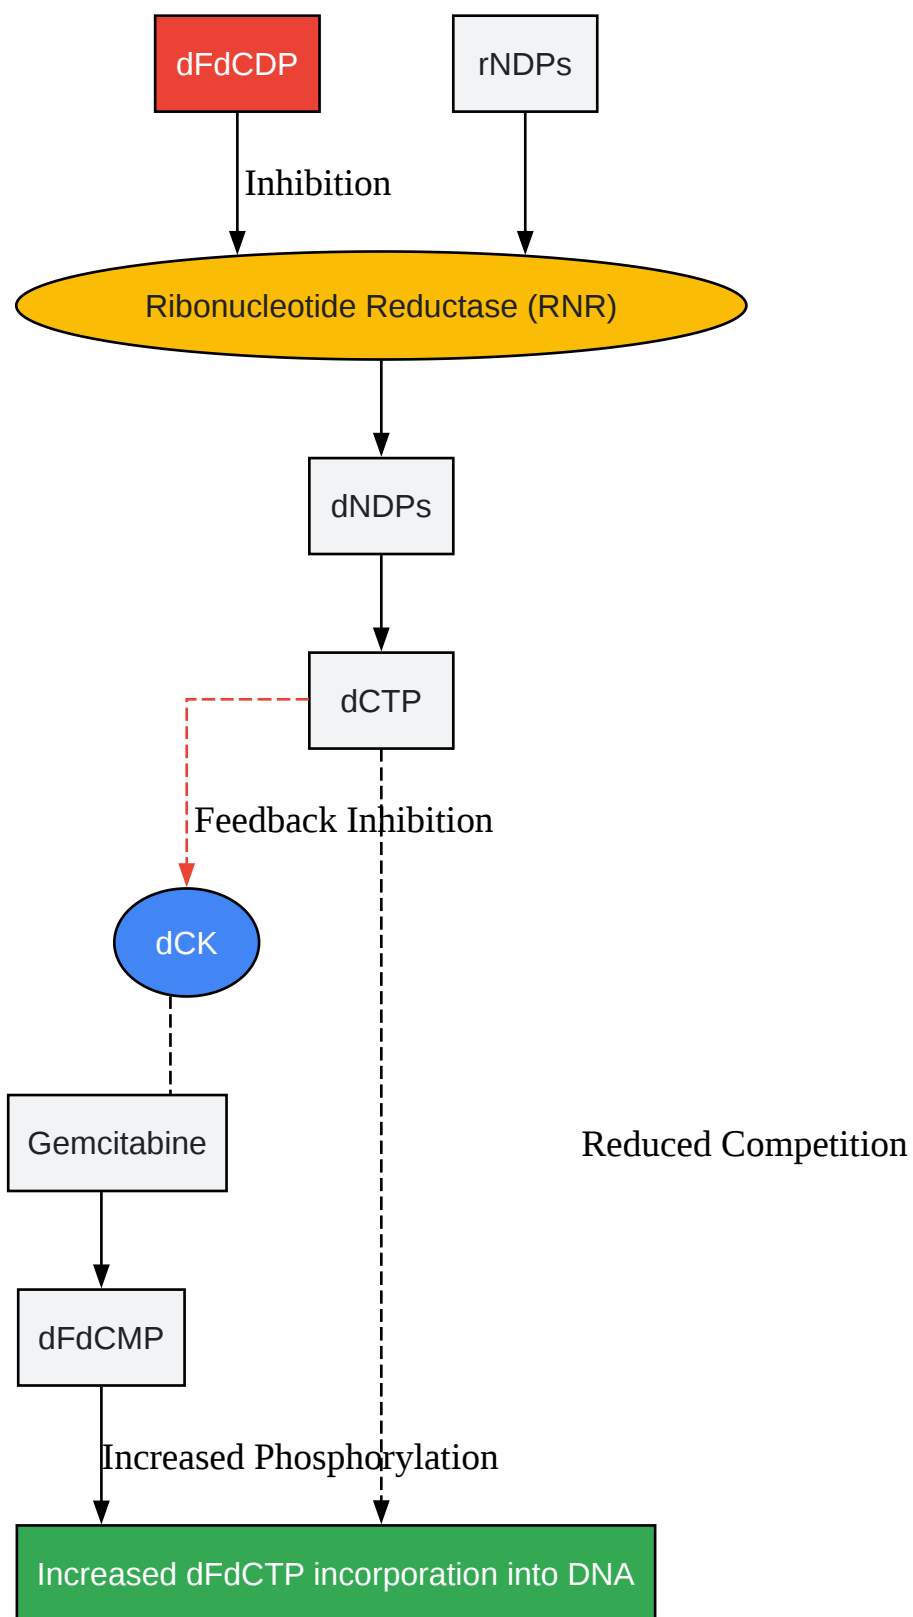 dFdCDP
rNDPs
Inhibition
Ribonucleotide Reductase (RNR)
dNDPs
dCTP
Feedback Inhibition
dCK
Gemcitabine
Reduced Competition
dFdCMP
Increased Phosphorylation
Increased dFdCTP incorporation into DNA